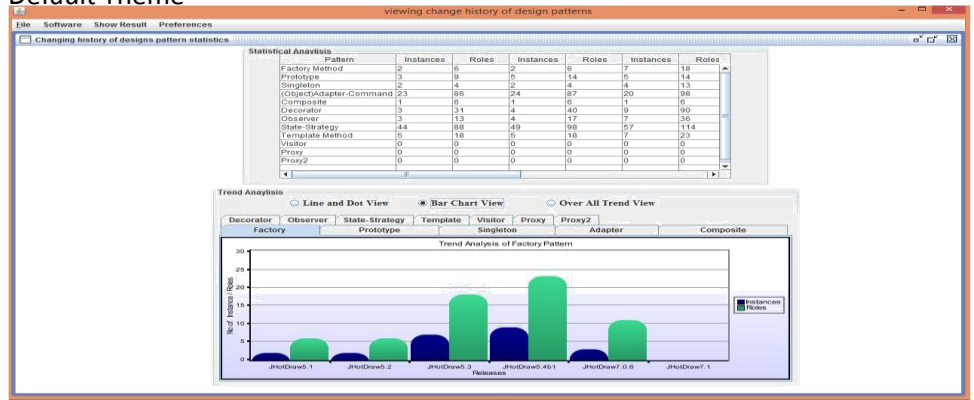 Default Theme
viewing change history of design patterns
File Software Show Result Preferences
Changing history of designs pattern statistics
Statistical Anaylisis
Pattern Instances Roles Instances Roles Instances Roles
Factory Method 2 6 2 6 7 18
Prototype 3 9 5 14 5 14
Singleton 2 4 2 4 4 13
(Object)Adapter-Command 23 86 24 87 20 98
Composite 1 6 1 6 1 6
Decorator 3 31 4 40 9 90
Observer 3 13 4 17 7 36
State-Strategy 44 88 49 98 57 114
Template Method 5 18 5 18 7 23
Visitor 0 0 0 0 0 0
Proxy 0 0 0 0 0 0
Proxy2 0 0 0 0 0 0
Trend Anaylisis
Line and Dot View Bar Chart View Over All Trend View
Decorator Observer State-Strategy Template Visitor Proxy Proxy2
Factory Prototype Singleton Adapter Composite
Trend Analysis of Factory Pattern
30
25
20
15
10
5
0
No of Instance / Roles
Instances
Roles
JHotDraw5.1 JHotDraw5.2 JHotDraw5.3 JHotDraw5.4b1 JHotDraw7.0.6 JHotDraw7.1
Releases